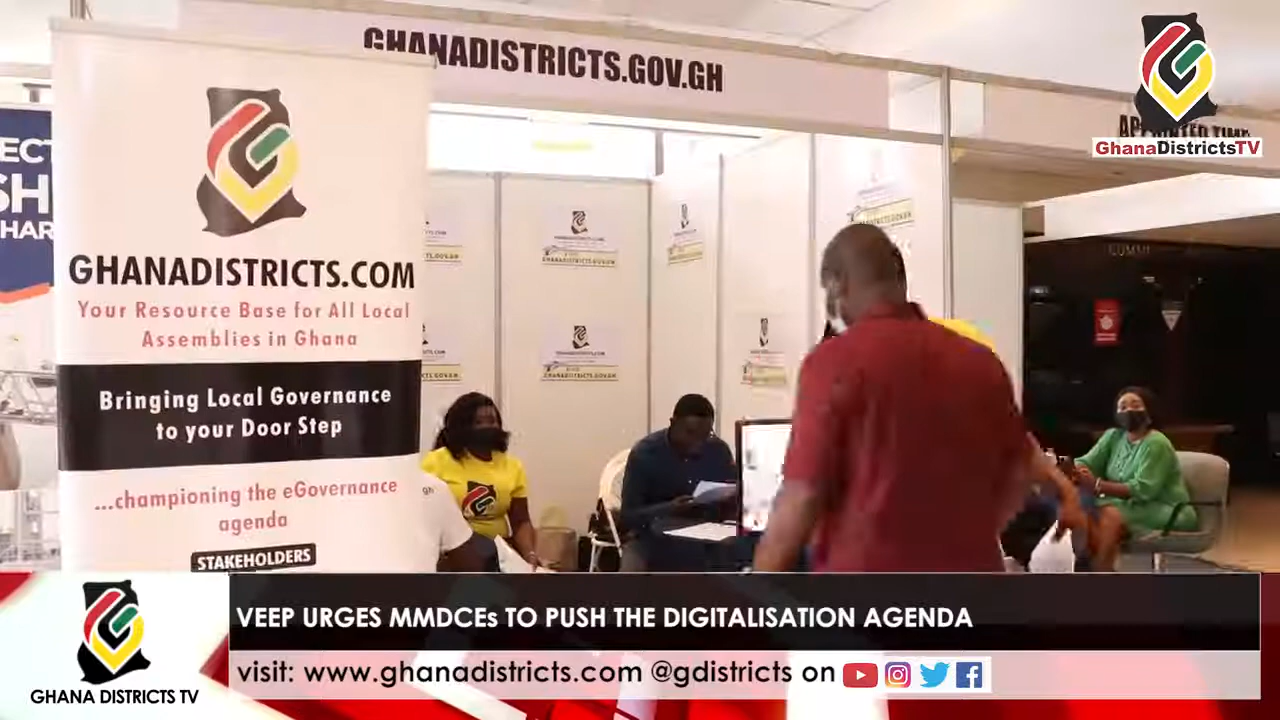 GHANADISTRICTS.GOV.GH
GhanaDistrictsTV
GHANADISTRICTS.COM
Your Resource Base for All Local
Assemblies in Ghana
Bringing Local Governance
to your Door Step
...championing the eGovernance
agenda
STAKEHOLDERS
VEEP URGES MMDCEs TO PUSH THE DIGITALISATION AGENDA
visit: www.ghanadistricts.com @gdistricts on
GHANA DISTRICTS TV